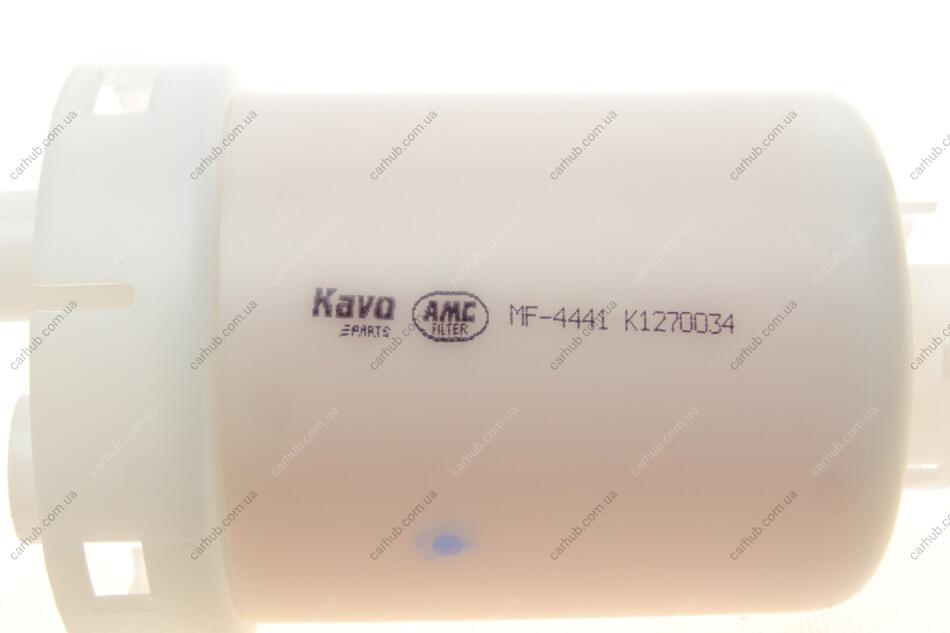 Kavo PARTS AMC FILTER MF-4441 K1270034
carhub.com.ua